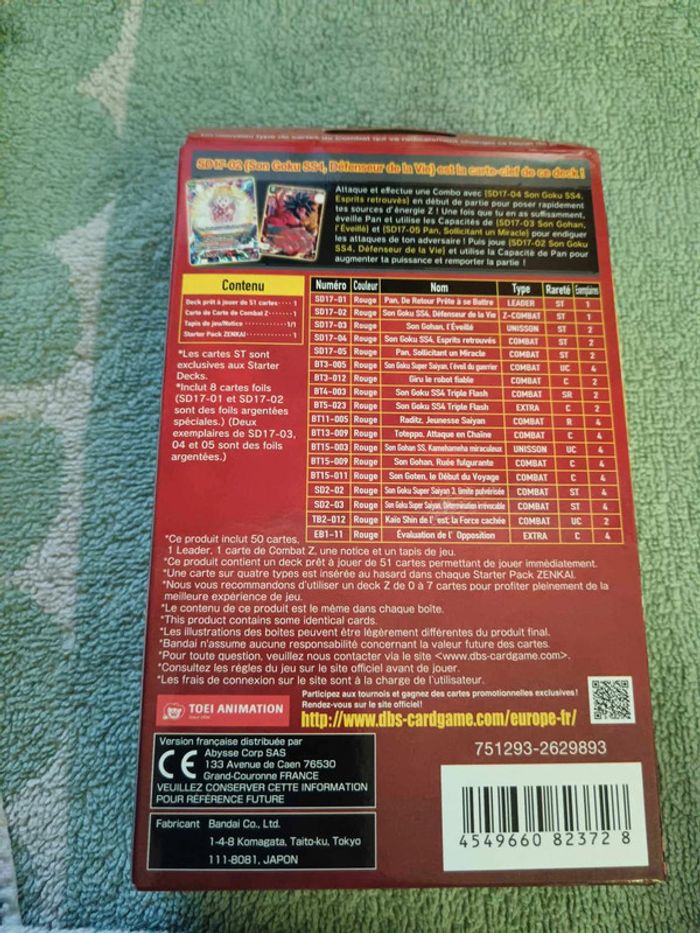 SD17-02 (Son Goku SS4, Défenseur de la Vie) est la carte-clef de ce deck !
Attaque et effectue une Combo avec [SD17-04 Son Goku SS4,
Esprits retrouvés] en début de partie pour poser rapidement
tes sources d'énergie Z ! Une fois que tu en as suffisamment,
éveille Pan et utilise les Capacités de [SD17-03 Son Gohan,
l'Éveillé] et [SD17-05 Pan, Sollicitant un Miracle] pour endiguer
les attaques de ton adversaire ! Puis joue [SD17-02 Son Goku
SS4, Défenseur de la Vie] et utilise la Capacité de Pan pour
augmenter ta puissance et remporter la partie !
Contenu
Deck prêt à jouer de 51 cartes 1
Carte de Carte de Combat Z 1
Tapis de jeu/Notice 1/1
Starter Pack ZENKAI 1
*Les cartes ST sont
exclusives aux Starter
Decks.
*Inclut 8 cartes foils
(SD17-01 et SD17-02
sont des foils argentées
spéciales.) (Deux
exemplaires de SD17-03,
04 et 05 sont des foils
argentées.)
Numéro Couleur Nom Type Rareté Exemplaires
SD17-01 Rouge Pan, De Retour Prête à se Battre LEADER ST 1
SD17-02 Rouge Son Goku SS4, Défenseur de la Vie Z-COMBAT ST 1
SD17-03 Rouge Son Gohan, l'Éveillé UNISSON ST 2
SD17-04 Rouge Son Goku SS4, Esprits retrouvés COMBAT ST 2
SD17-05 Rouge Pan, Sollicitant un Miracle COMBAT ST 2
BT3-005 Rouge Son Goku Super Saiyan, l'éveil du guerrier COMBAT UC 4
BT3-012 Rouge Giru le robot fiable COMBAT C 2
BT4-003 Rouge Son Goku SS4 Triple Flash COMBAT SR 2
BT5-023 Rouge Son Goku SS4 Triple Flash EXTRA C 2
BT11-005 Rouge Raditz, Jeunesse Saiyan COMBAT R 4
BT13-009 Rouge Toteppo, Attaque en Chaîne COMBAT C 4
BT15-003 Rouge Son Gohan SS, Kamehameha miraculeux UNISSON UC 4
BT15-009 Rouge Son Gohan, Ruée fulgurante COMBAT C 4
BT15-011 Rouge Son Goten, le Début du Voyage COMBAT C 4
SD2-02 Rouge Son Goku Super Saiyan 3, limite pulvérisée COMBAT ST 4
SD2-03 Rouge Son Goku Super Saiyan, Détermination irrévocable COMBAT ST 4
TB2-012 Rouge Kaïo Shin de l'est, la Force cachée COMBAT UC 2
EB1-11 Rouge Évaluation de l'Opposition EXTRA C 4
*Ce produit inclut 50 cartes,
1 Leader, 1 carte de Combat Z, une notice et un tapis de jeu.
*Ce produit contient un deck prêt à jouer de 51 cartes permettant de jouer immédiatement.
*Une carte sur quatre types est insérée au hasard dans chaque Starter Pack ZENKAI.
*Nous vous recommandons d'utiliser un deck Z de 0 à 7 cartes pour profiter pleinement de la
meilleure expérience de jeu.
*Le contenu de ce produit est le même dans chaque boîte.
*This product contains some identical cards.
*Les illustrations des boites peuvent être légèrement différentes du produit final.
*Bandai n'assume aucune responsabilité concernant la valeur future des cartes.
*Pour toute question, veuillez nous contacter via le site <www.dbs-cardgame.com>.
*Consultez les règles du jeu sur le site officiel avant de jouer.
*Les frais de connexion sur le site sont à la charge de l'utilisateur.
TOEI ANIMATION
Participez aux tournois et gagnez des cartes promotionnelles exclusives !
Rendez-vous sur le site officiel !
http://www.dbs-cardgame.com/europe-fr/
Version française distribuée par
Abysse Corp SAS
133 Avenue de Caen 76530
Grand-Couronne FRANCE
CE
VEUILLEZ CONSERVER CETTE INFORMATION
POUR RÉFÉRENCE FUTURE
751293-2629893
Fabricant Bandai Co., Ltd.
1-4-8 Komagata, Taito-ku, Tokyo
111-8081, JAPON
4549660 82372 8